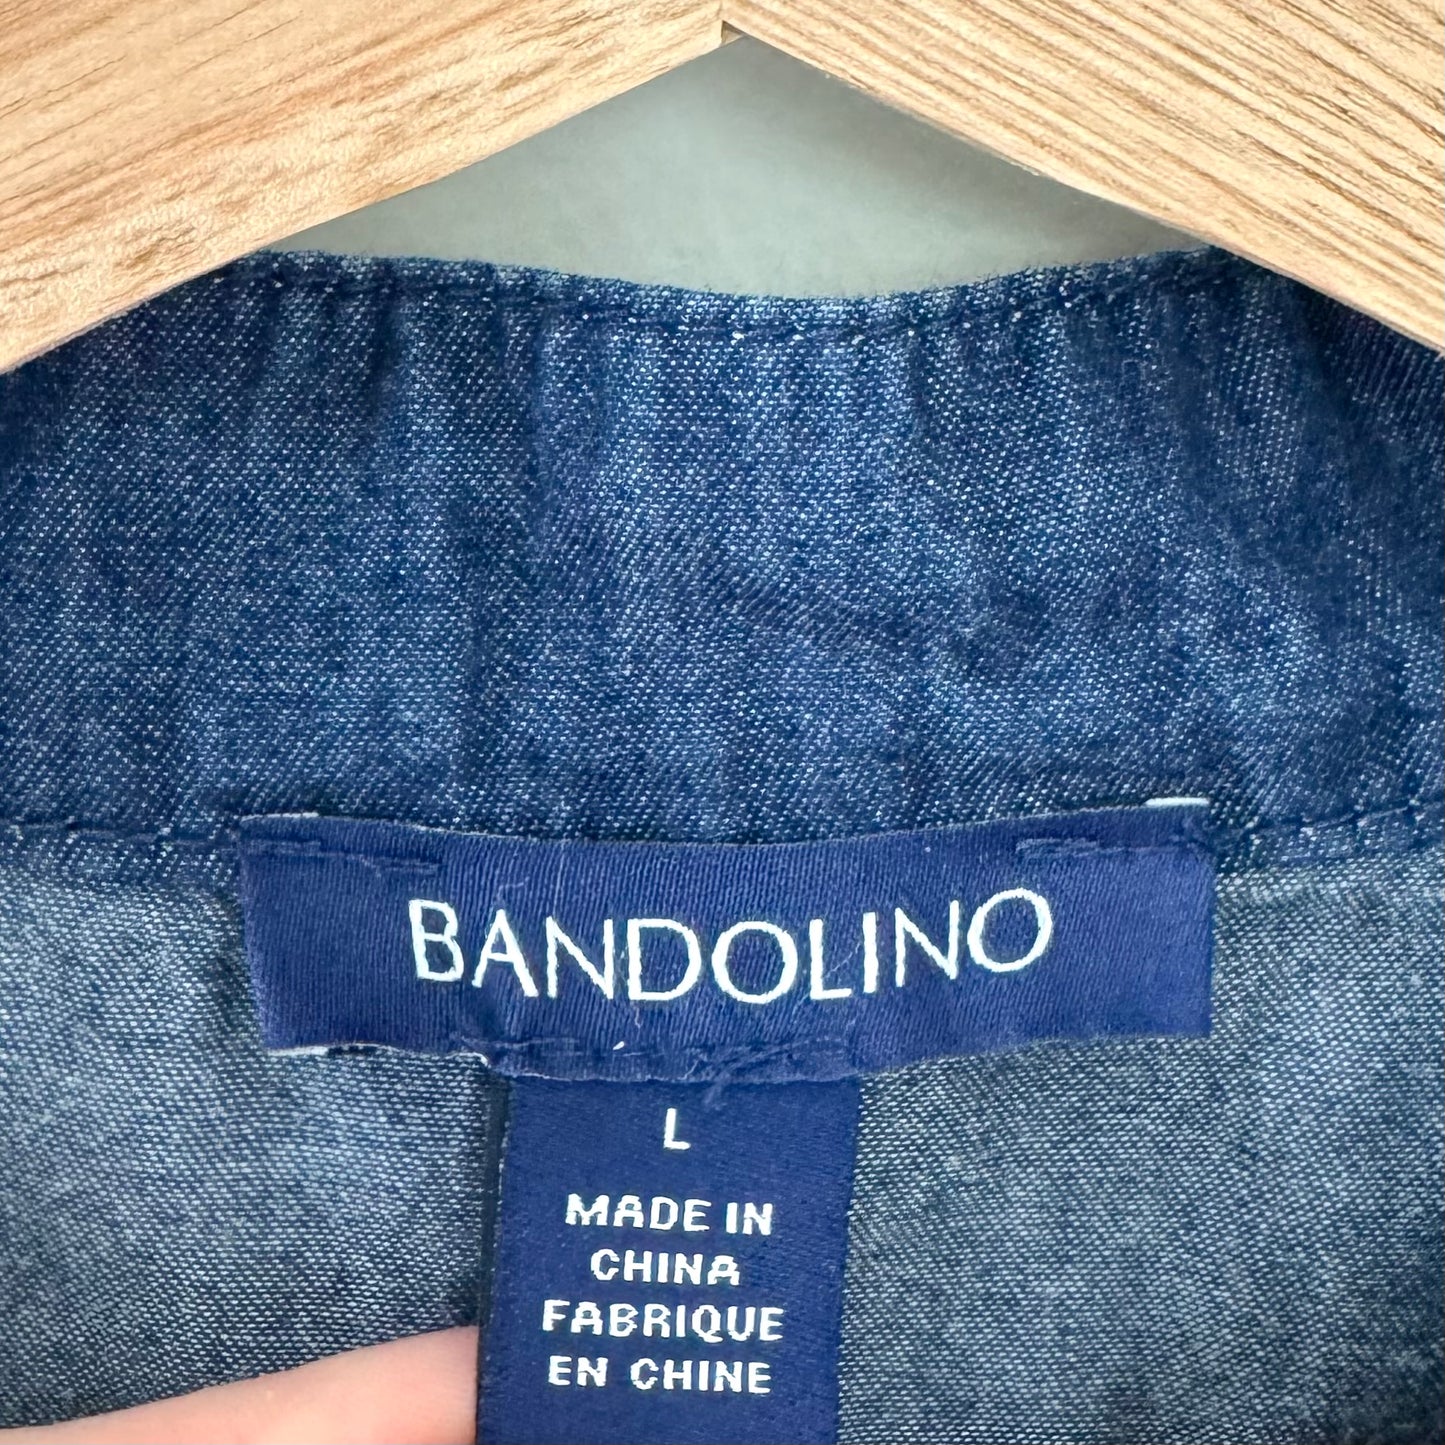 BANDOLINO
L
MADE IN
CHINA
FABRIQUE
EN CHINE